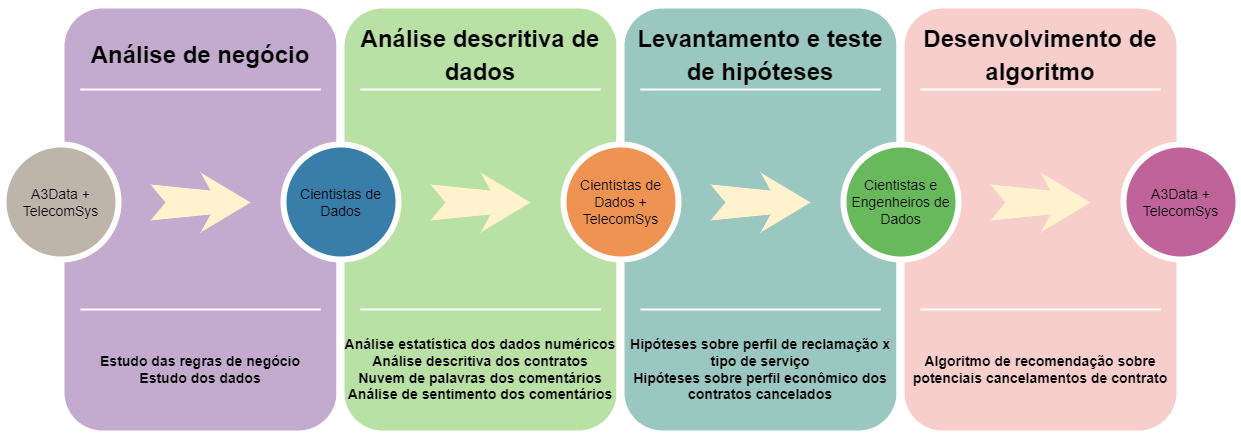 Análise de negócio
Análise descritiva de
dados
Levantamento e teste
de hipóteses
Desenvolvimento de
algoritmo
A3Data +
TelecomSys
Cientistas de
Dados
Cientistas de
Dados +
TelecomSys
Cientistas e
Engenheiros de
Dados
A3Data +
TelecomSys
Estudo das regras de negócio
Estudo dos dados
Análise estatística dos dados numéricos
Análise descritiva dos contratos
Nuvem de palavras dos comentários
Análise de sentimento dos comentários
Hipóteses sobre perfil de reclamação x
tipo de serviço
Hipóteses sobre perfil econômico dos
contratos cancelados
Algoritmo de recomendação sobre
potenciais cancelamentos de contrato